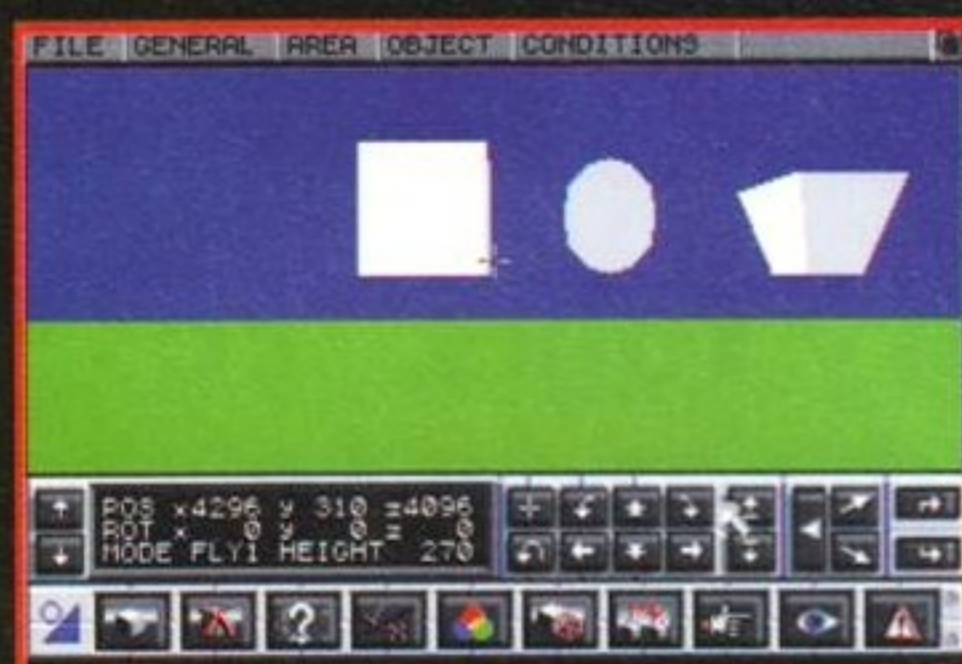 FILE GENERAL AREA OBJECT CONDITIONS
POS x4296 y 310 z4096
ROT x 0 y 0 z 0
MODE FLY1 HEIGHT 270
?